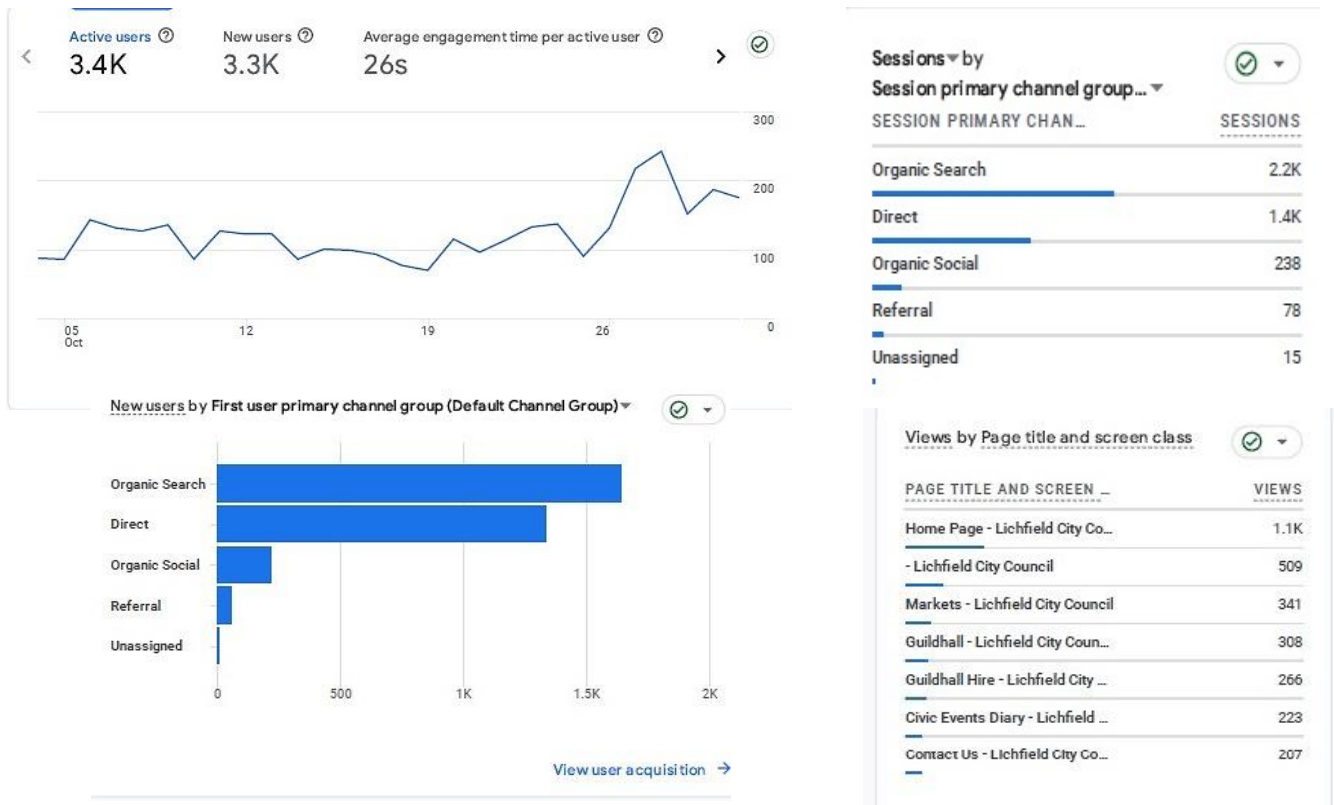 Active users
New users
Average engagement time per active user
3.4K
3.3K
26s
300
200
100
0
05
Oct
12
19
26
Sessions by
Session primary channel group...
SESSION PRIMARY CHAN...
SESSIONS
Organic Search
2.2K
Direct
1.4K
Organic Social
238
Referral
78
Unassigned
15
New users by First user primary channel group (Default Channel Group)
Organic Search
Direct
Organic Social
Referral
Unassigned
0
500
1K
1.5K
2K
View user acquisition
Views by Page title and screen class
PAGE TITLE AND SCREEN ...
VIEWS
Home Page - Lichfield City Co...
1.1K
- Lichfield City Council
509
Markets - Lichfield City Council
341
Guildhall - Lichfield City Coun...
308
Guildhall Hire - Lichfield City ...
266
Civic Events Diary - Lichfield ...
223
Contact Us - Lichfield City Co...
207